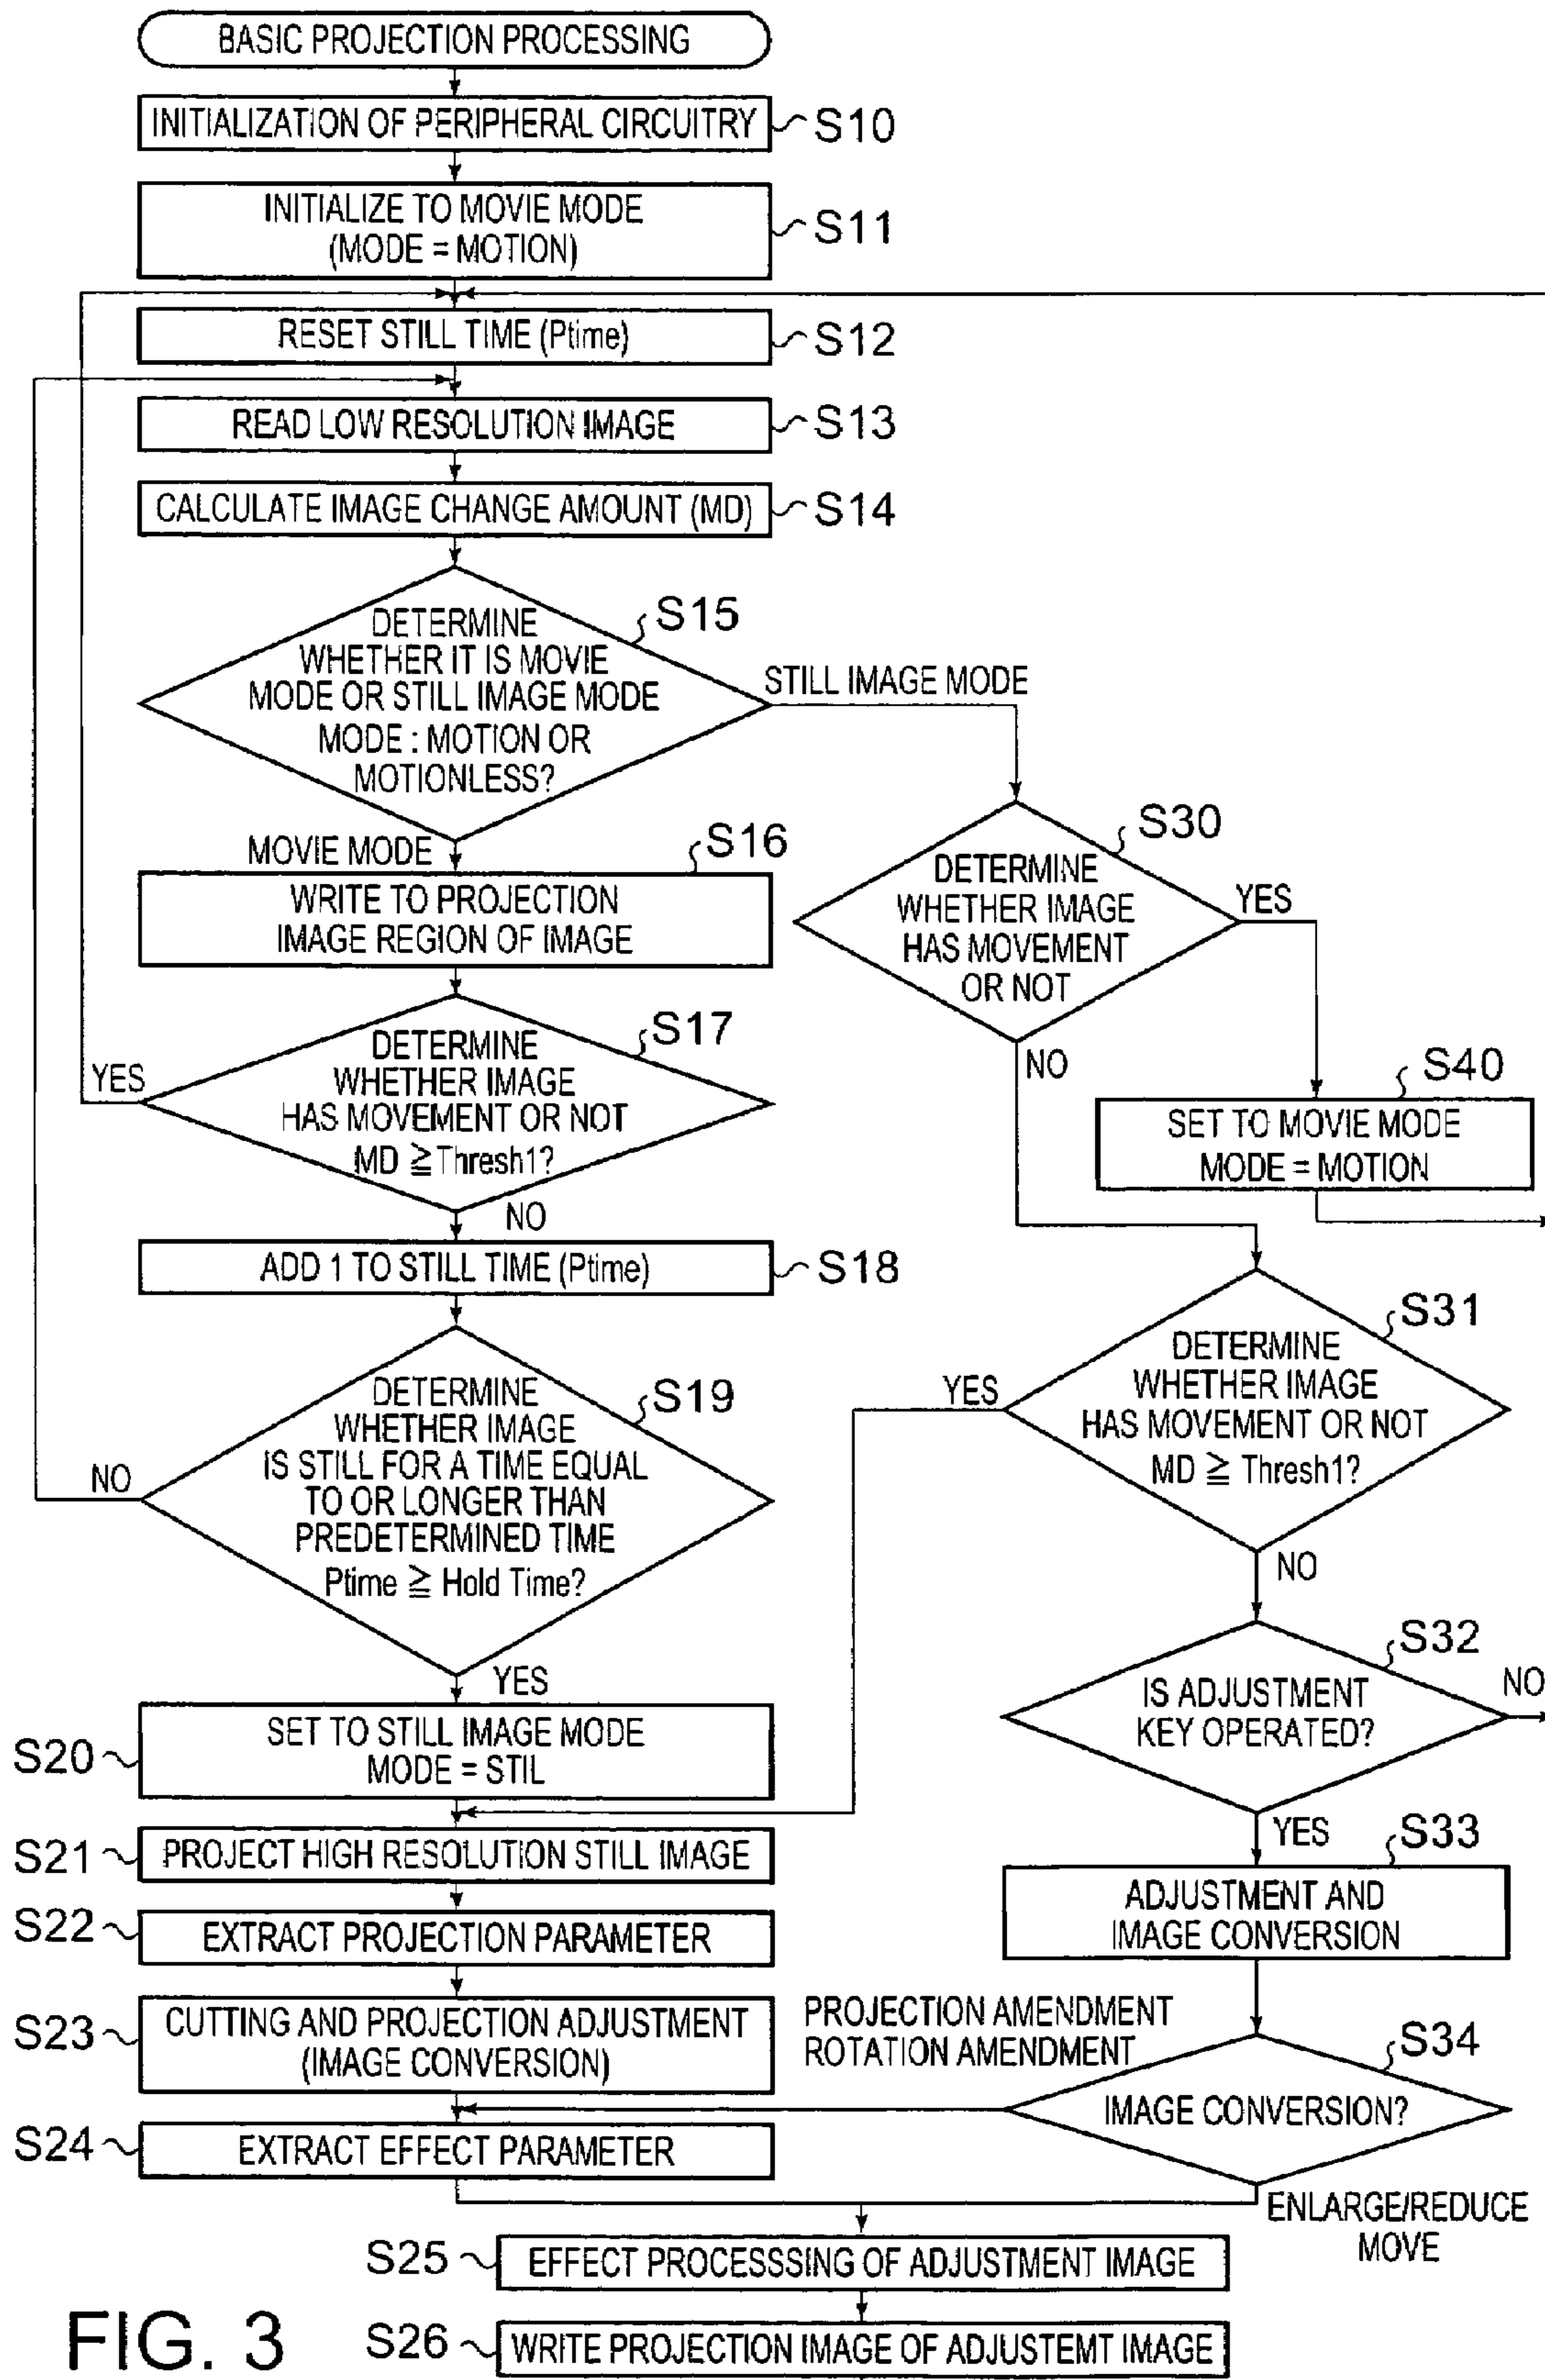 BASIC PROJECTION PROCESSING
INITIALIZATION OF PERIPHERAL CIRCUITRY
S10
INITIALIZE TO MOVIE MODE
(MODE = MOTION)
S11
RESET STILL TIME (Ptime)
S12
READ LOW RESOLUTION IMAGE
S13
CALCULATE IMAGE CHANGE AMOUNT (MD)
S14
DETERMINE
WHETHER IT IS MOVIE
MODE OR STILL IMAGE MODE
MODE : MOTION OR
MOTIONLESS?
S15
STILL IMAGE MODE
MOVIE MODE
S16
WRITE TO PROJECTION
IMAGE REGION OF IMAGE
DETERMINE
WHETHER IMAGE
HAS MOVEMENT OR NOT
MD ≧Thresh1?
S17
YES
NO
ADD 1 TO STILL TIME (Ptime)
S18
DETERMINE
WHETHER IMAGE
IS STILL FOR A TIME EQUAL
TO OR LONGER THAN
PREDETERMINED TIME
Ptime ≧ Hold Time?
S19
NO
YES
S20
SET TO STILL IMAGE MODE
MODE = STIL
S21
PROJECT HIGH RESOLUTION STILL IMAGE
S22
EXTRACT PROJECTION PARAMETER
S23
CUTTING AND PROJECTION ADJUSTMENT
(IMAGE CONVERSION)
S24
EXTRACT EFFECT PARAMETER
S30
DETERMINE
WHETHER IMAGE
HAS MOVEMENT
OR NOT
YES
NO
S40
SET TO MOVIE MODE
MODE = MOTION
S31
DETERMINE
WHETHER IMAGE
HAS MOVEMENT OR NOT
MD ≧ Thresh1?
YES
NO
S32
IS ADJUSTMENT
KEY OPERATED?
NO
YES
S33
ADJUSTMENT AND
IMAGE CONVERSION
PROJECTION AMENDMENT
ROTATION AMENDMENT
S34
IMAGE CONVERSION?
ENLARGE/REDUCE
MOVE
S25
EFFECT PROCESSSING OF ADJUSTMENT IMAGE
S26
WRITE PROJECTION IMAGE OF ADJUSTEMT IMAGE
FIG. 3